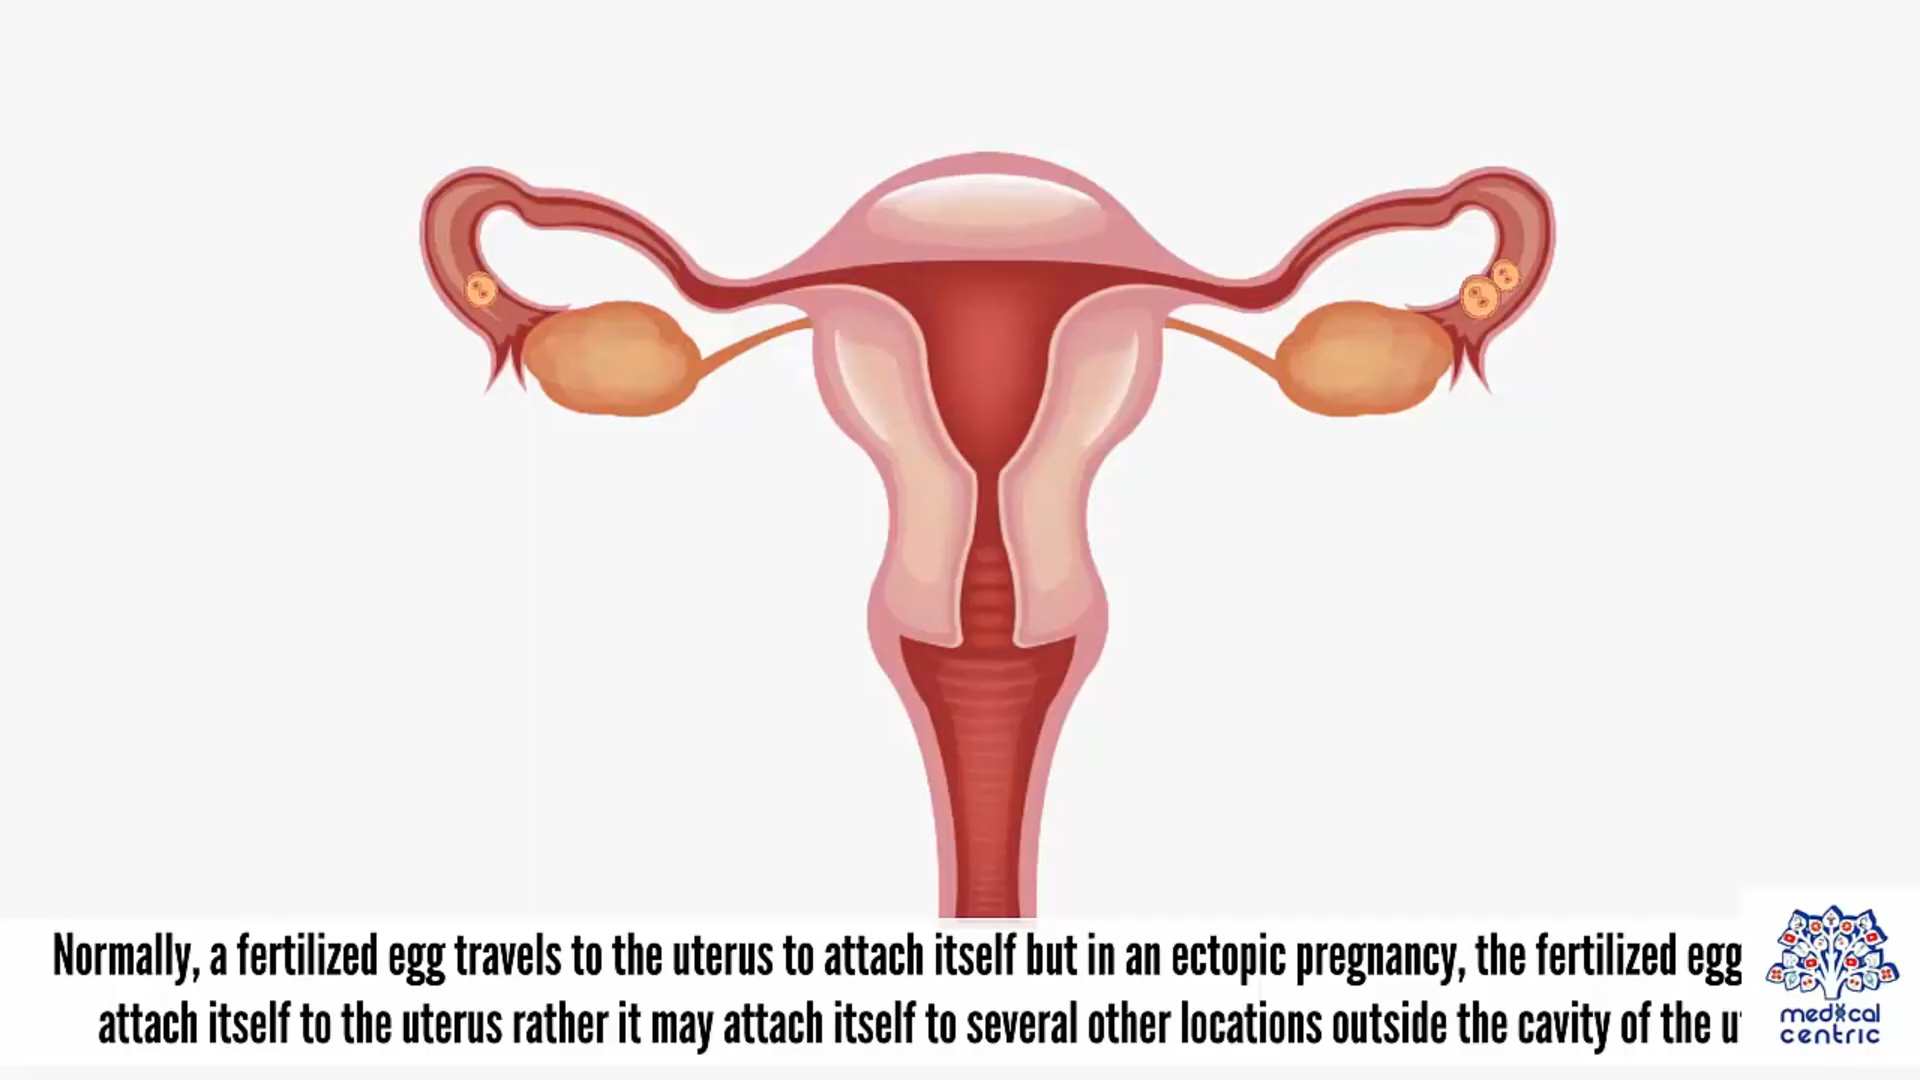 Normally, a fertilized egg travels to the uterus to attach itself but in an ectopic pregnancy, the fertilized egg
attach itself to the uterus rather it may attach itself to several other locations outside the cavity of the
medical
centric